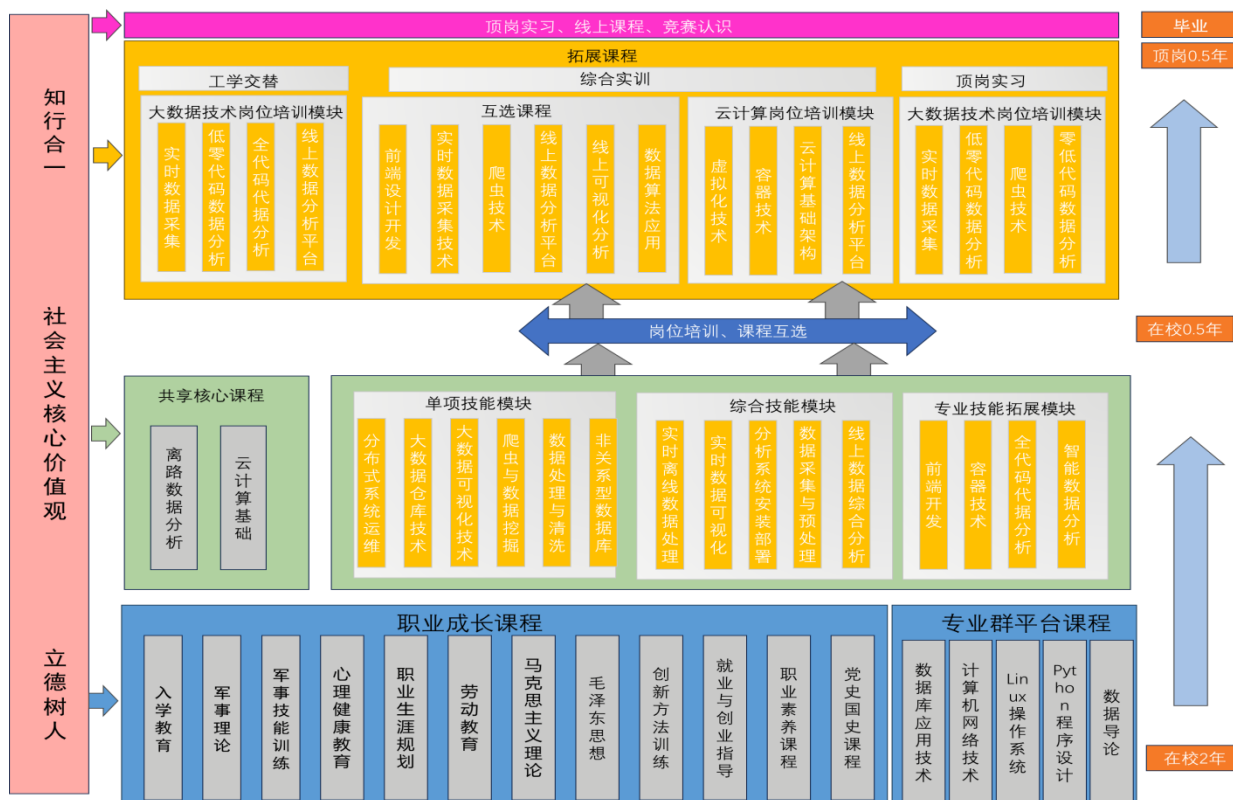 顶岗实习、线上课程、竞赛认识
毕业
拓展课程
顶岗0.5年
工学交替
综合实训
顶岗实习
大数据技术岗位培训模块
实时数据采集
低零代码数据分析
全代码代据分析
线上数据分析平台
互选课程
前端设计开发
实时数据采集技术
爬虫技术
线上数据分析平台
线上可视化分析
数据算法应用
云计算岗位培训模块
虚拟化技术
容器技术
云计算基础架构
线上数据分析平台
大数据技术岗位培训模块
实时数据采集
低零代码数据分析
爬虫技术
零低代码数据分析
知行合一
岗位培训、课程互选
在校0.5年
社会主义核心价值观
共享核心课程
离路数据分析
云计算基础
单项技能模块
分布式系统运维
大数据仓库技术
大数据可视化技术
爬虫与数据挖掘
数据处理与清洗
非关系型数据库
综合技能模块
实时离线数据处理
实时数据可视化
分析系统安装部署
数据采集与预处理
线上数据综合分析
专业技能拓展模块
前端开发
容器技术
全代码代据分析
智能数据分析
立德树人
职业成长课程
入学教育
军事理论
军事技能训练
心理健康教育
职业生涯规划
劳动教育
马克思主义理论
毛泽东思想
创新方法训练
就业与创业指导
职业素养课程
党史国史课程
专业群平台课程
数据库应用技术
计算机网络技术
Linux操作系统
Python程序设计
数据导论
在校2年